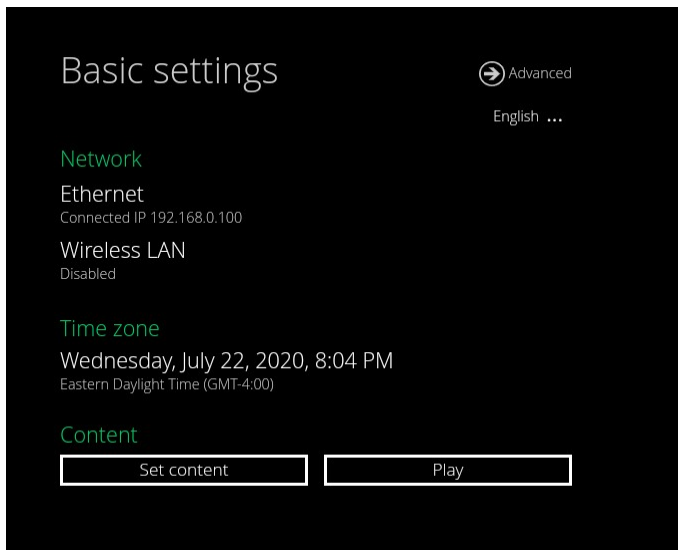 Basic settings
Advanced
English ...
Network
Ethernet
Connected IP 192.168.0.100
Wireless LAN
Disabled
Time zone
Wednesday, July 22, 2020, 8:04 PM
Eastern Daylight Time (GMT-4:00)
Content
Set content
Play